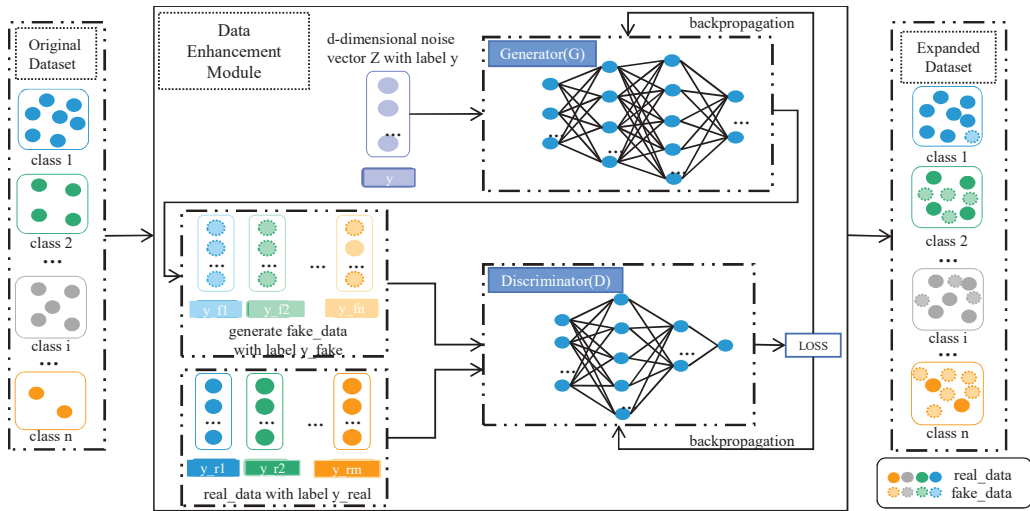 Original
Dataset
class 1
class 2
...
class i
...
class n
Data
Enhancement
Module
d-dimensional noise
vector Z with label y
...
y
backpropagation
Generator(G)
...
...
...
...
...
...
...
...
y_f1
y_f2
y_fn
generate fake_data
with label y_fake
...
...
...
...
y_r1
y_r2
y_rm
real_data with label y_real
Discriminator(D)
...
...
...
LOSS
backpropagation
Expanded
Dataset
class 1
class 2
...
class i
...
class n
real_data
fake_data